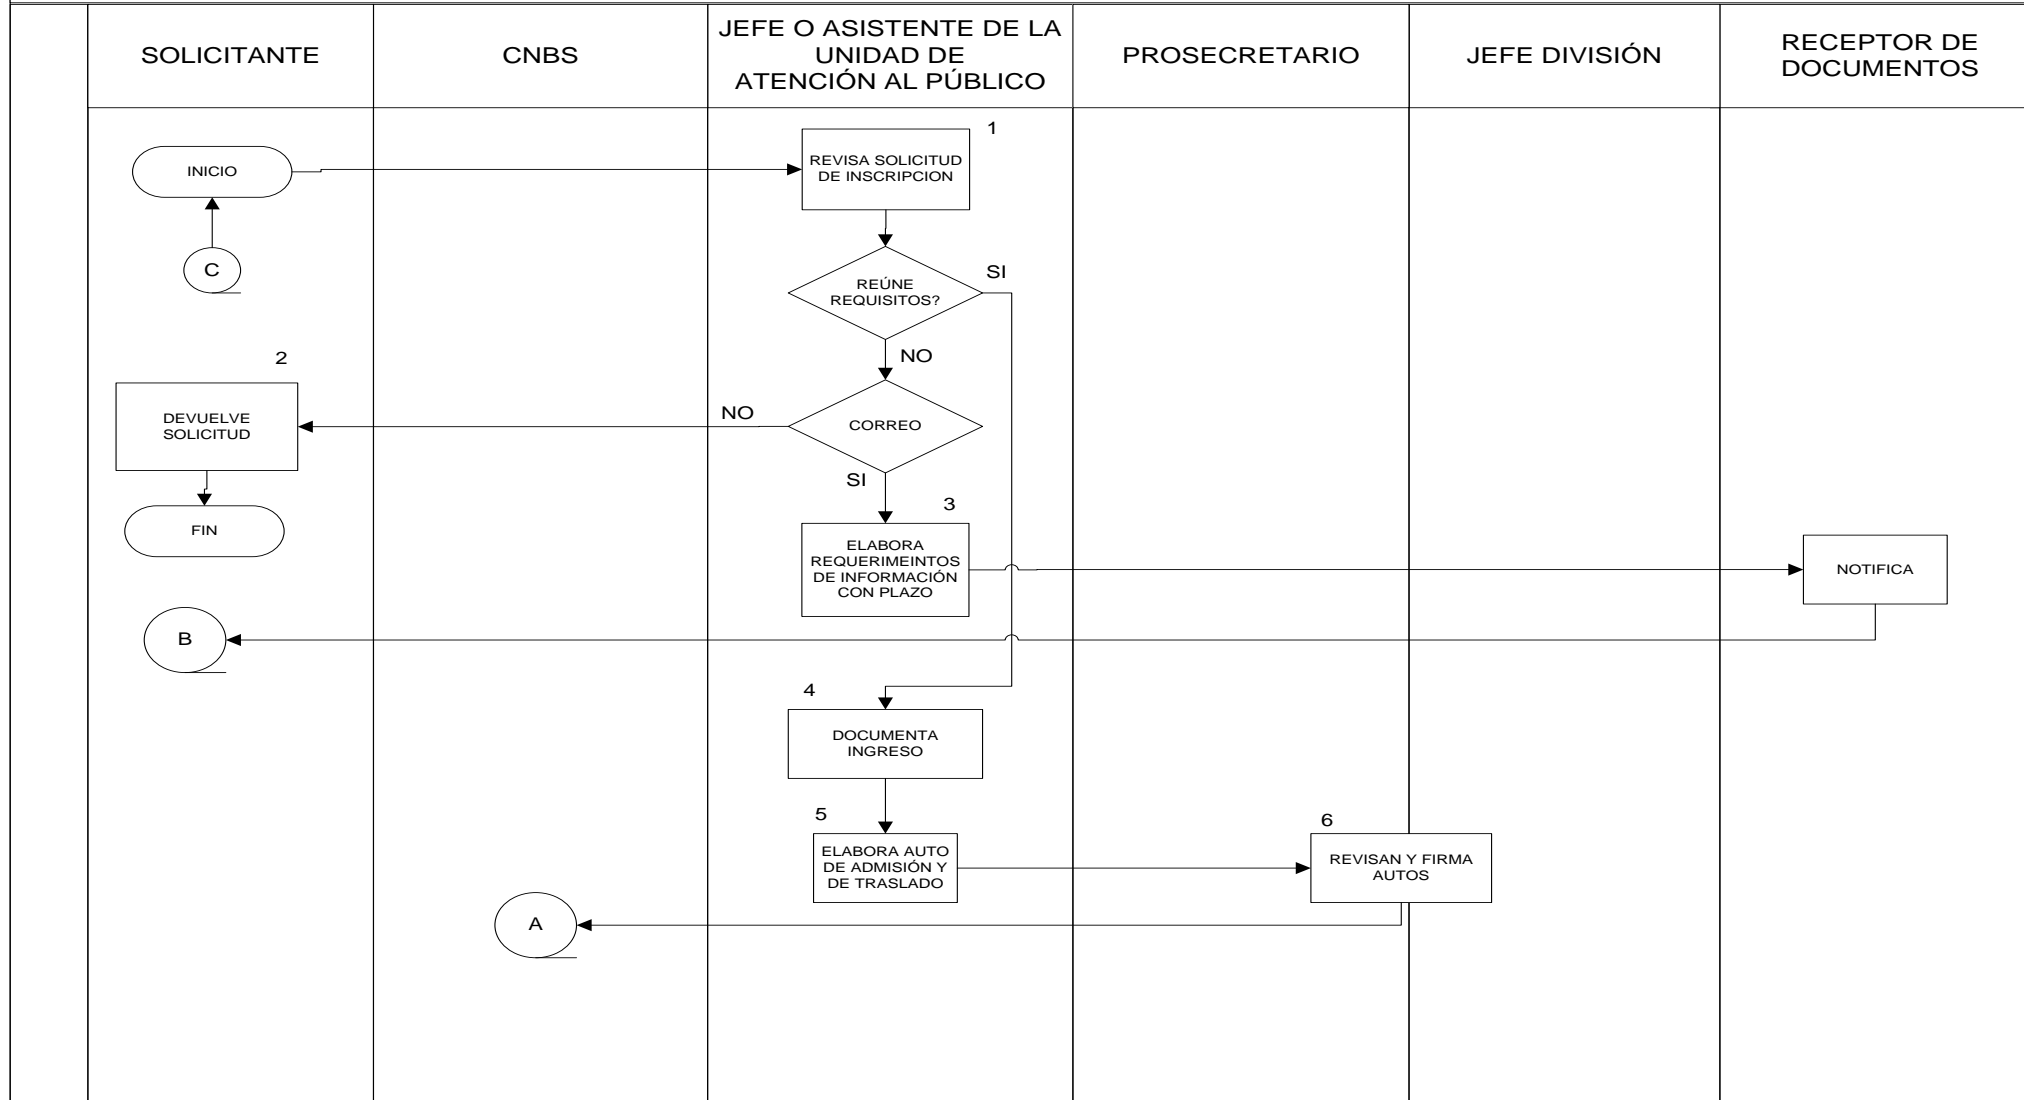 SOLICITANTE
CNBS
JEFE O ASISTENTE DE LA
UNIDAD DE
ATENCIÓN AL PÚBLICO
PROSECRETARIO
JEFE DIVISIÓN
RECEPTOR DE
DOCUMENTOS
1
INICIO
REVISA SOLICITUD
DE INSCRIPCION
C
SI
REÚNE
REQUISITOS?
NO
2
DEVUELVE
SOLICITUD
NO
CORREO
SI
3
FIN
ELABORA
REQUERIMEINTOS
DE INFORMACIÓN
CON PLAZO
NOTIFICA
B
4
DOCUMENTA
INGRESO
5
ELABORA AUTO
DE ADMISIÓN Y
DE TRASLADO
6
REVISAN Y FIRMA
AUTOS
A